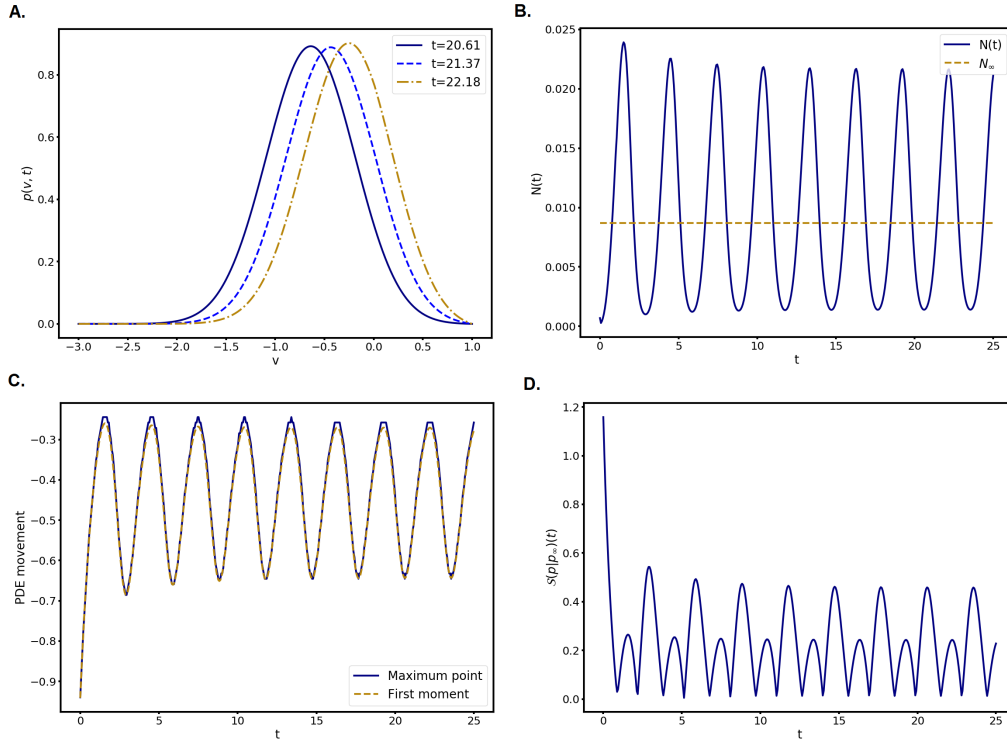 A.
t=20.61
t=21.37
t=22.18
p(v, t)
0.8
0.6
0.4
0.2
0.0
−3.0 −2.5 −2.0 −1.5 −1.0 −0.5 0.0 0.5 1.0
v
B.
N(t)
N∞
N(t)
0.025
0.020
0.015
0.010
0.005
0.000
0 5 10 15 20 25
t
C.
PDE movement
−0.3
−0.4
−0.5
−0.6
−0.7
−0.8
−0.9
Maximum point
First moment
0 5 10 15 20 25
t
D.
S(p|p∞)(t)
1.2
1.0
0.8
0.6
0.4
0.2
0.0
0 5 10 15 20 25
t